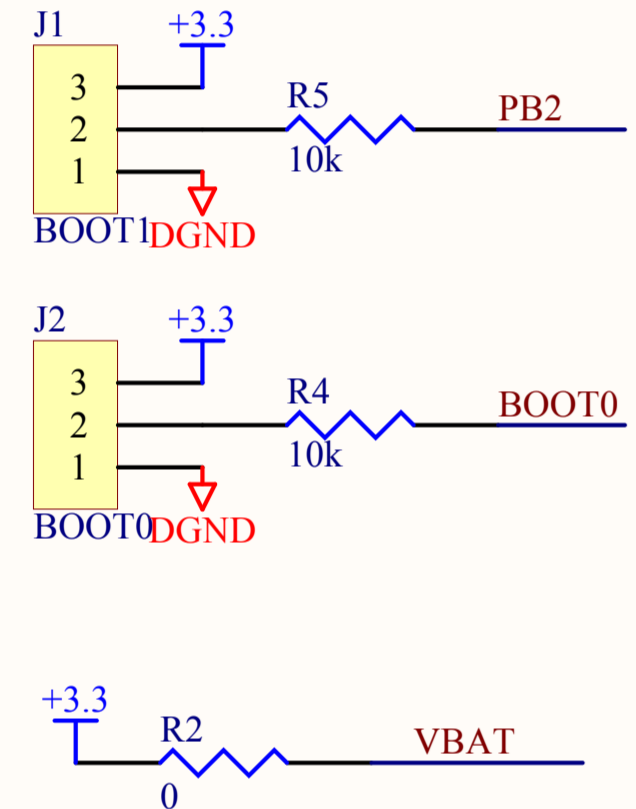 J1
+3.3
3
2
1
R5
10k
PB2
BOOT1
DGND
J2
+3.3
3
2
1
R4
10k
BOOT0
BOOT0
DGND
+3.3
R2
0
VBAT